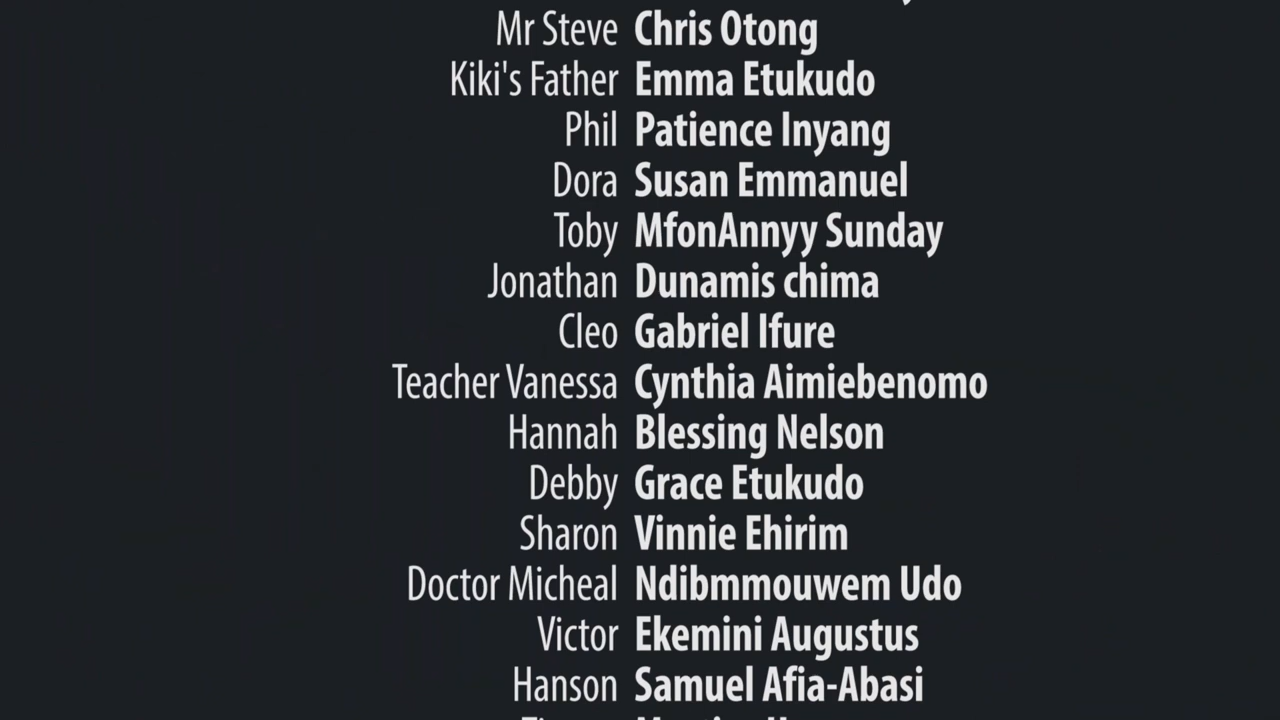 Mr Steve Chris Otong
Kiki's Father Emma Etukudo
Phil Patience Inyang
Dora Susan Emmanuel
Toby MfonAnnyy Sunday
Jonathan Dunamis chima
Cleo Gabriel Ifure
Teacher Vanessa Cynthia Aimiebenomo
Hannah Blessing Nelson
Debby Grace Etukudo
Sharon Vinnie Ehirim
Doctor Micheal Ndibmmouwem Udo
Victor Ekemini Augustus
Hanson Samuel Afia-Abasi